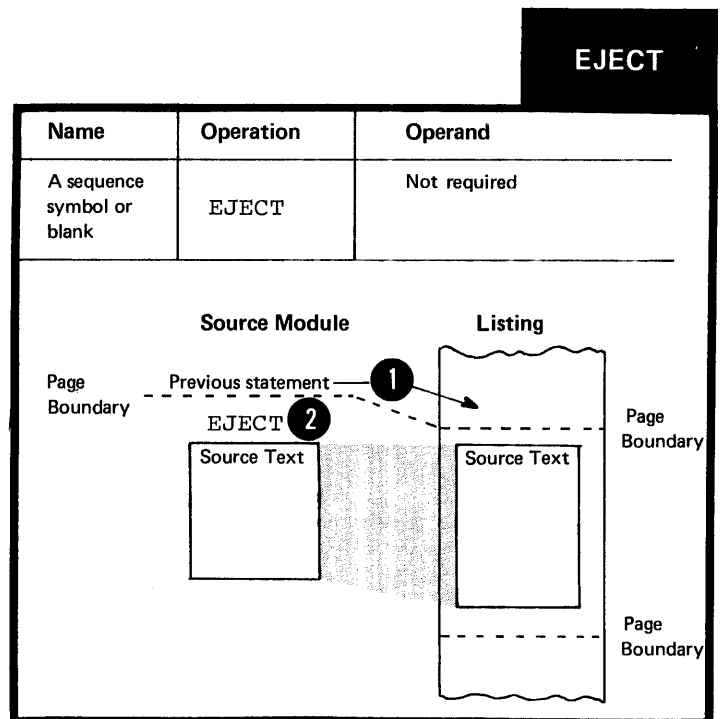 EJECT
Name Operation Operand
A sequence symbol or blank
EJECT
Not required
Source Module Listing
Page Boundary
Previous statement
1
EJECT 2
Source Text
Source Text
Page Boundary
Page Boundary